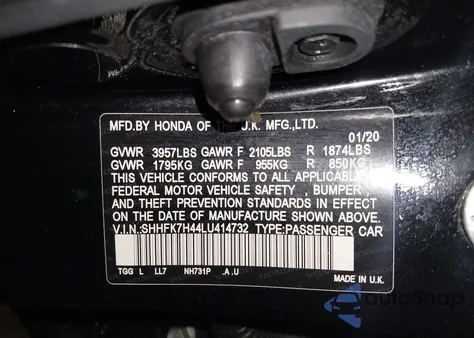 MFD.BY HONDA OF THE U.K. MFG.,LTD.
01/20
GVWR 3957LBS GAWR F 2105LBS R 1874LBS
GVWR 1795KG GAWR F 955KG R 850KG
THIS VEHICLE CONFORMS TO ALL APPLICABLE
FEDERAL MOTOR VEHICLE SAFETY , BUMPER ,
AND THEFT PREVENTION STANDARDS IN EFFECT
ON THE DATE OF MANUFACTURE SHOWN ABOVE.
V.I.N.:SHHFK7H44LU414732 TYPE:PASSENGER CAR
TGG L LL7 NH731P .A .U
MADE IN U.K.
AutoSnap